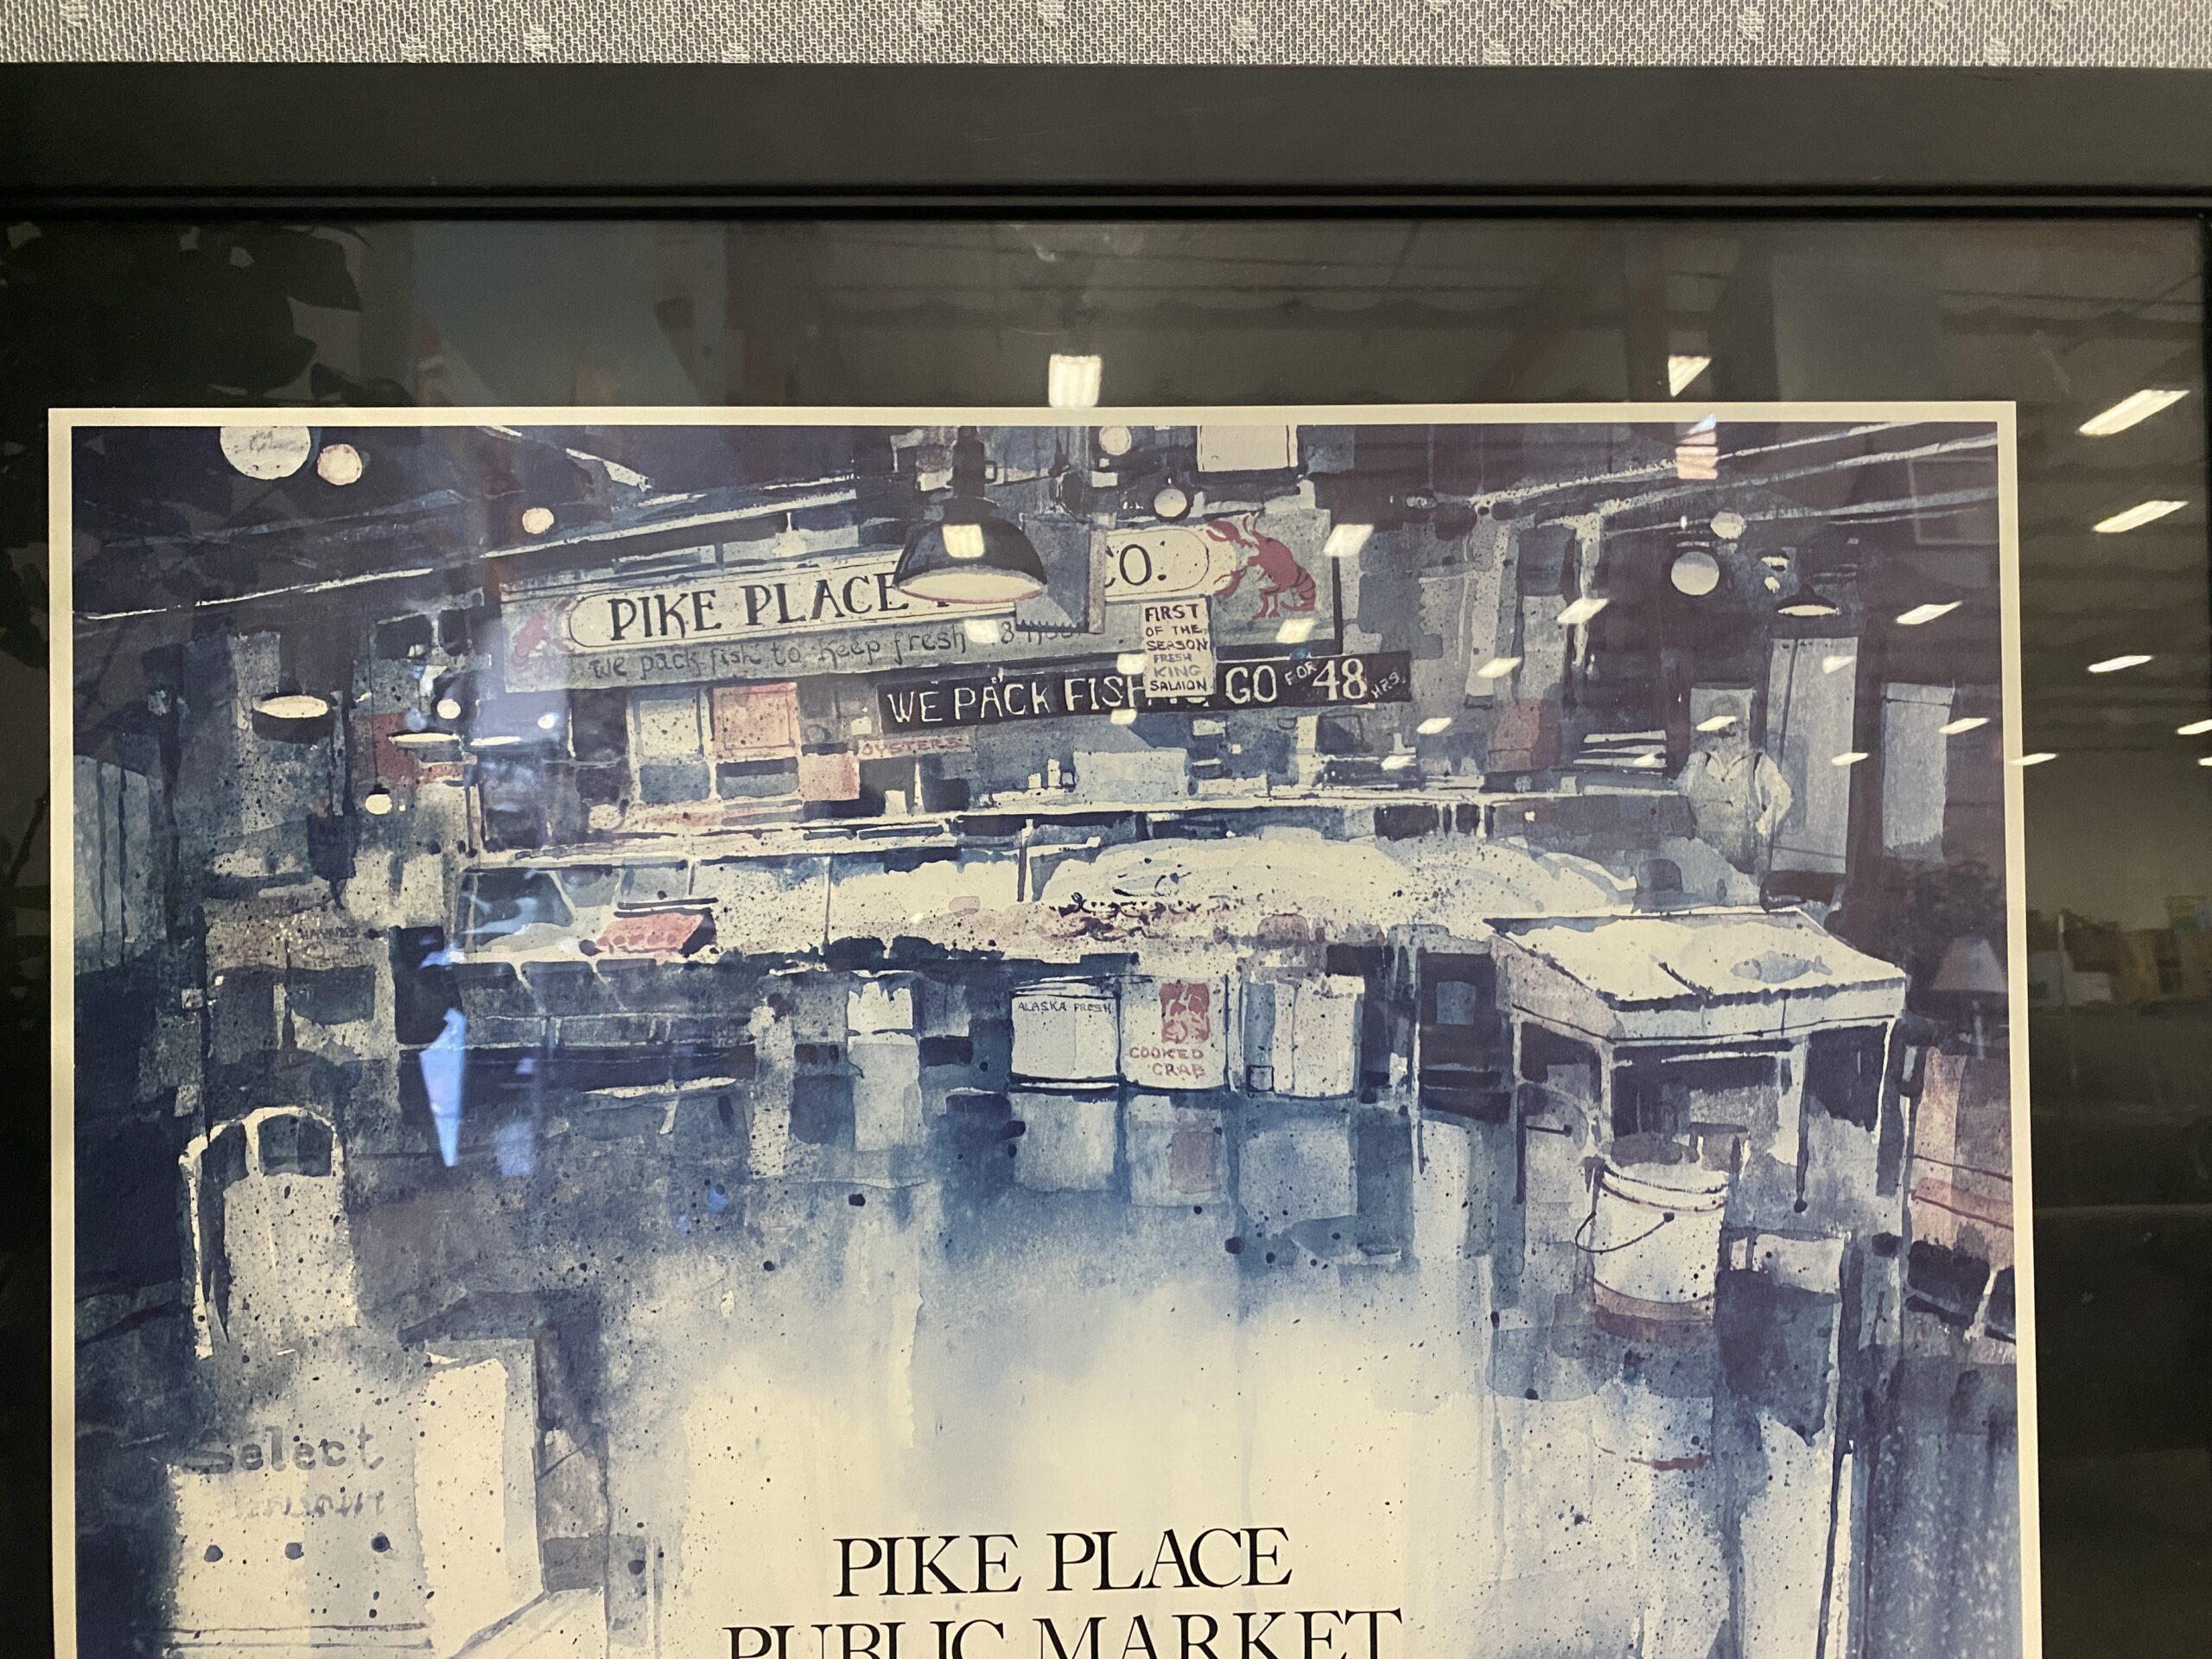 PIKE PLACE CO.
we pack fish to keep fresh
FIRST
OF THE
SEASON
FRESH
KING
SALMON
WE PACK FISH GO FOR 48 HRS.
OYSTERS
ALASKA FRESH
COOKED
CRAB
select
PIKE PLACE
PUBLIC MARKET